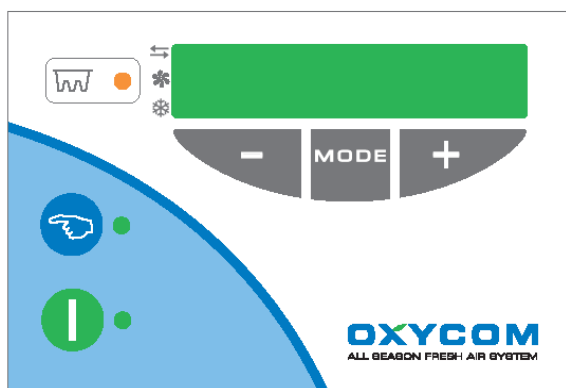 - MODE +
OXYCOM
ALL SEASON FRESH AIR SYSTEM